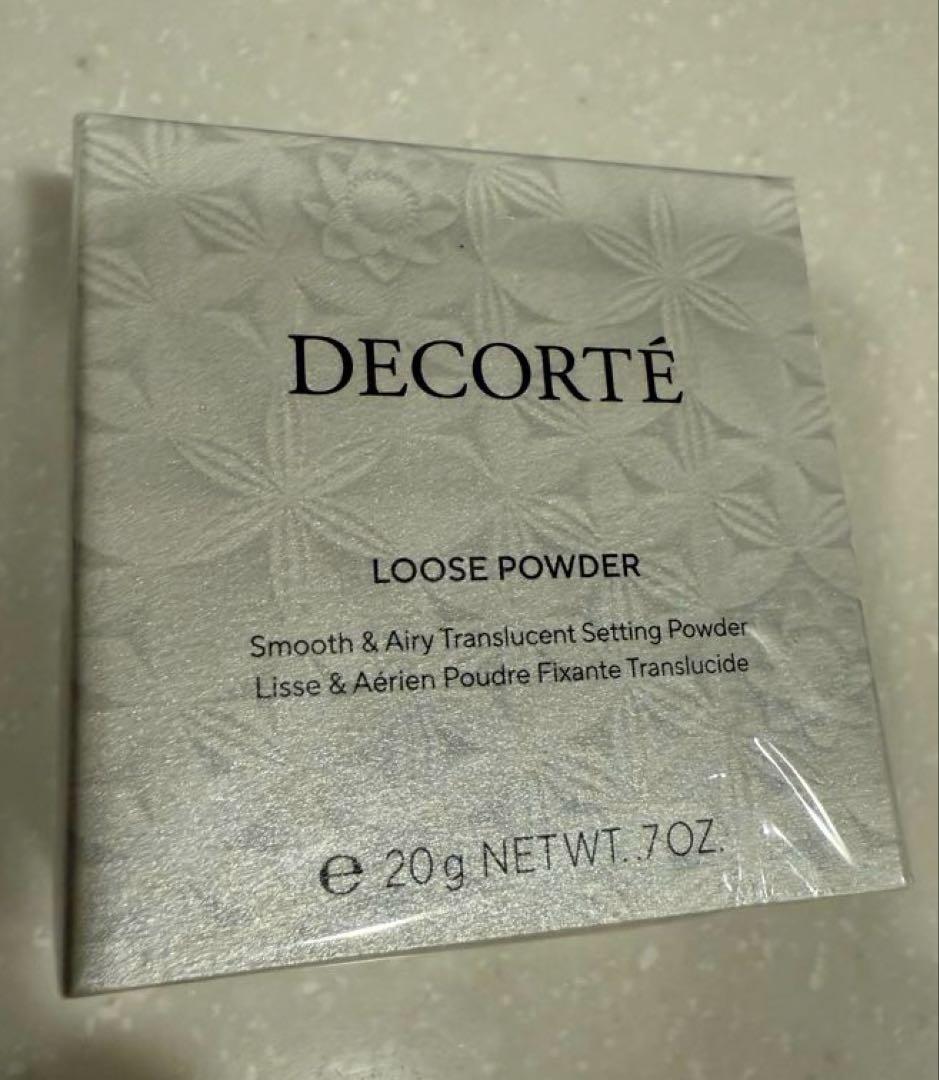 DECORTÉ
LOOSE POWDER
Smooth & Airy Translucent Setting Powder
Lisse & Aérien Poudre Fixante Translucide
℮ 20g NET WT. .7 OZ.